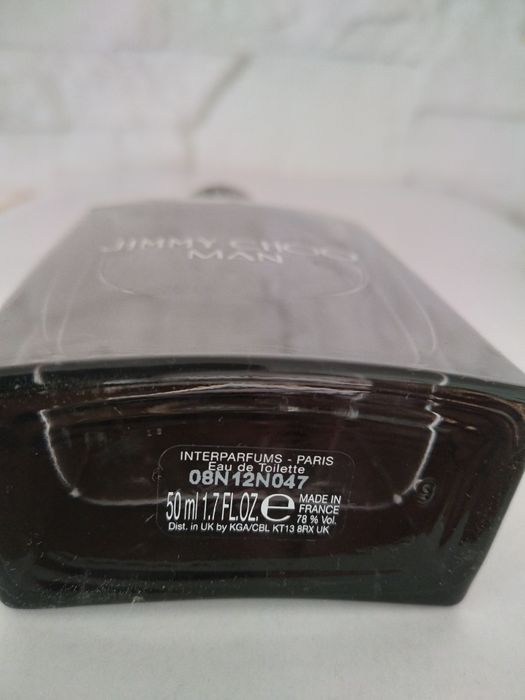 JIMMY CHOO
MAN
INTERPARFUMS - PARIS
Eau de Toilette
08N12N047
50 ml 1.7 FL.OZ. e
MADE IN
FRANCE
78 % Vol.
Dist. in UK by KGA/CBL KT13 8RX UK